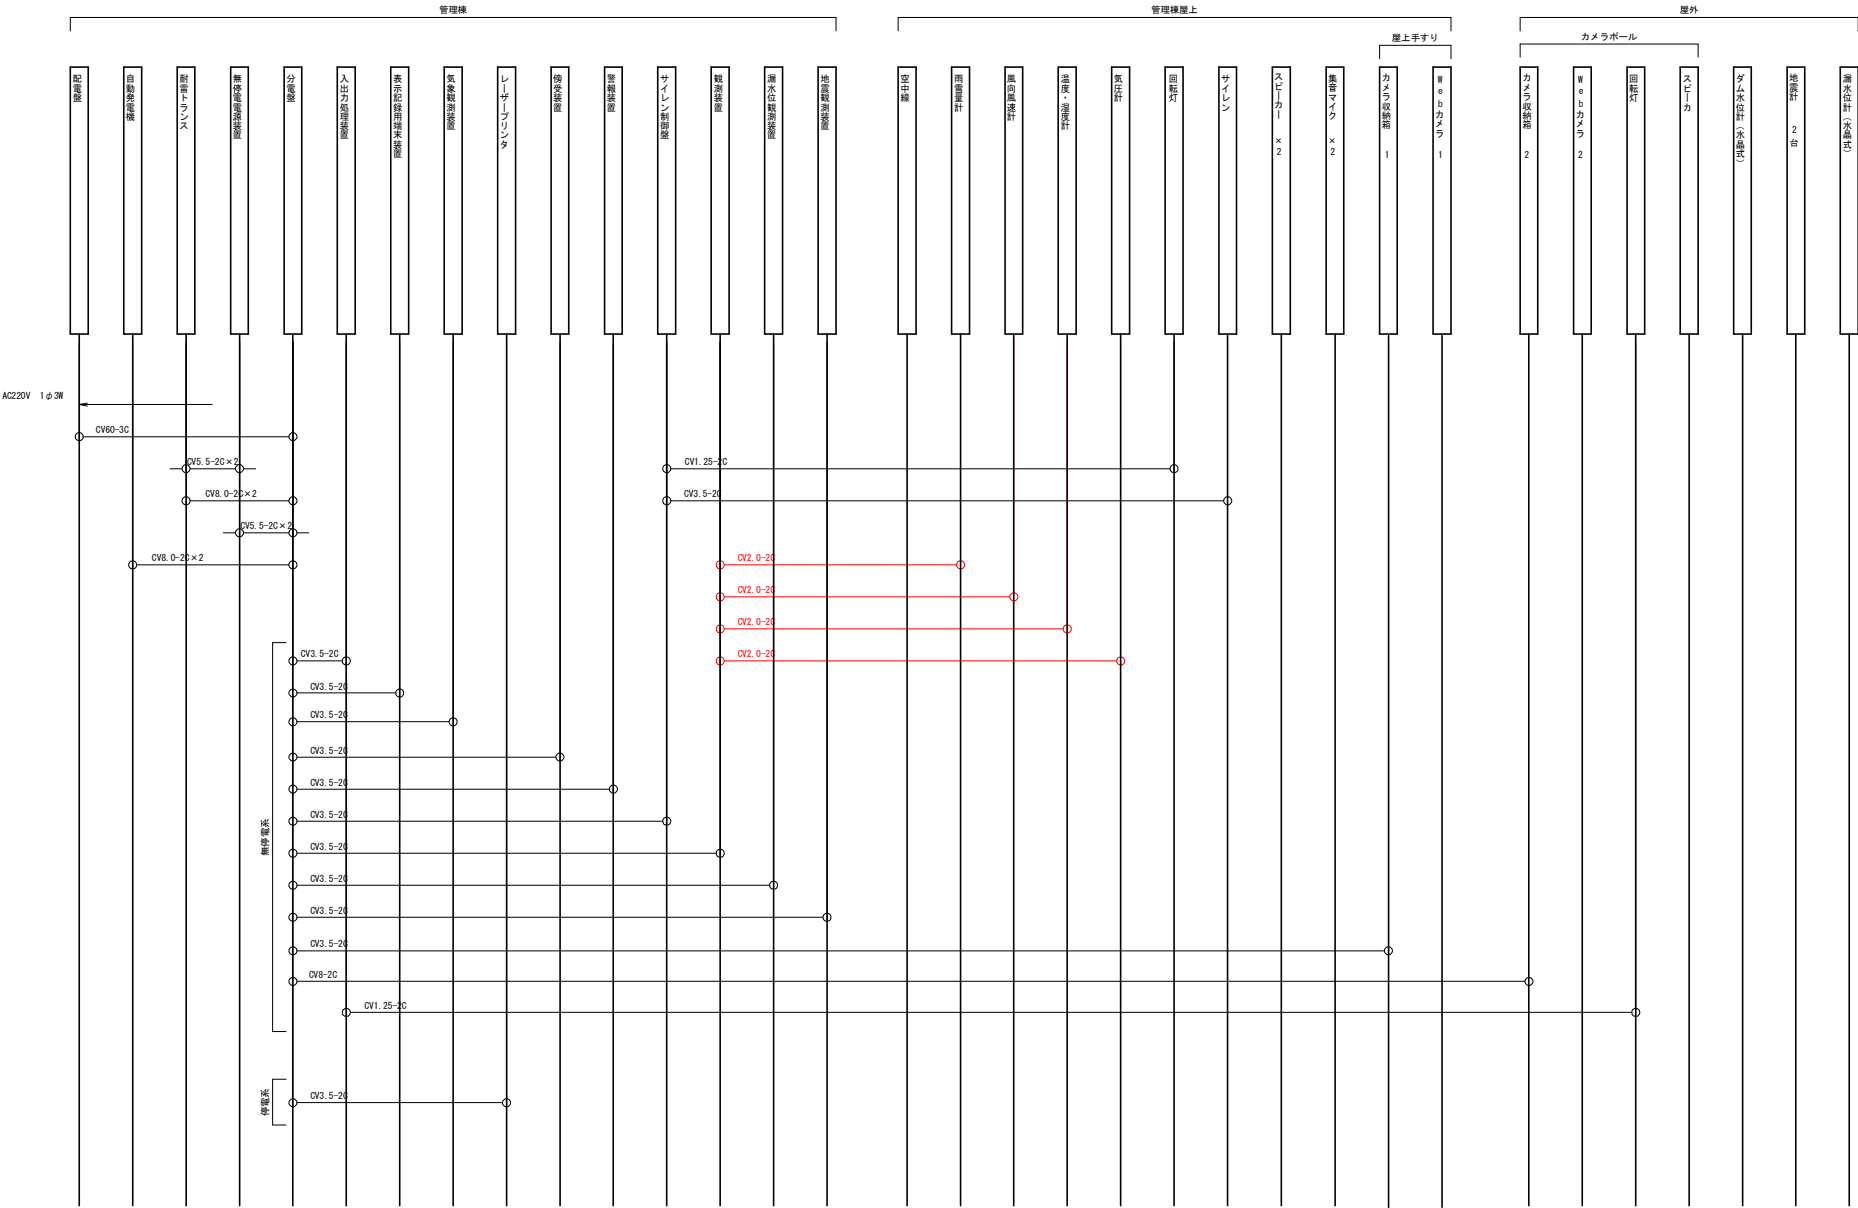 管理棟
管理棟屋上
屋外
屋上手すり
カメラポール
配電盤
自動発電機
耐雷トランス
無停電電源装置
分電盤
入出力処理装置
表示記録用端末装置
気象観測装置
レーザープリンタ
傍受装置
警報装置
サイレン制御盤
観測装置
漏水位観測装置
地震観測装置
空中線
雨雪量計
風向風速計
温度・湿度計
気圧計
回転灯
サイレン
スピーカー ×2
集音マイク ×2
カメラ収納箱 1
Webカメラ 1
カメラ収納箱 2
Webカメラ 2
回転灯
スピーカ
ダム水位計（水晶式）
地震計 2台
漏水位計（水晶式）
AC220V 1φ3W
CV60-3C
CV5.5-2C×2
CV1.25-2C
CV8.0-2C×2
CV3.5-2C
CV5.5-2C×2
CV8.0-2C×2
CV2.0-2C
CV2.0-2C
CV2.0-2C
CV2.0-2C
無停電系
CV3.5-2C
CV3.5-2C
CV3.5-2C
CV3.5-2C
CV3.5-2C
CV3.5-2C
CV3.5-2C
CV3.5-2C
CV3.5-2C
CV3.5-2C
CV8-2C
CV1.25-2C
停電系
CV3.5-2C